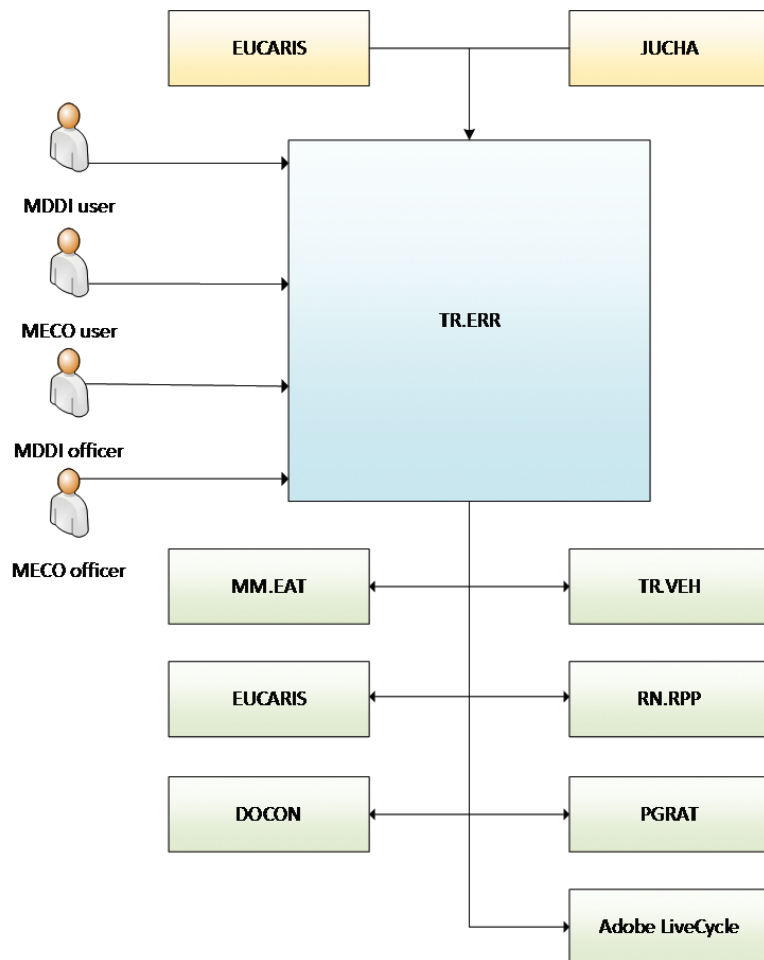 EUCARIS
JUCHA
MDDI user
MECO user
TR.ERR
MDDI officer
MECO officer
MM.EAT
TR.VEH
EUCARIS
RN.RPP
DOCON
PGRAT
Adobe LiveCycle